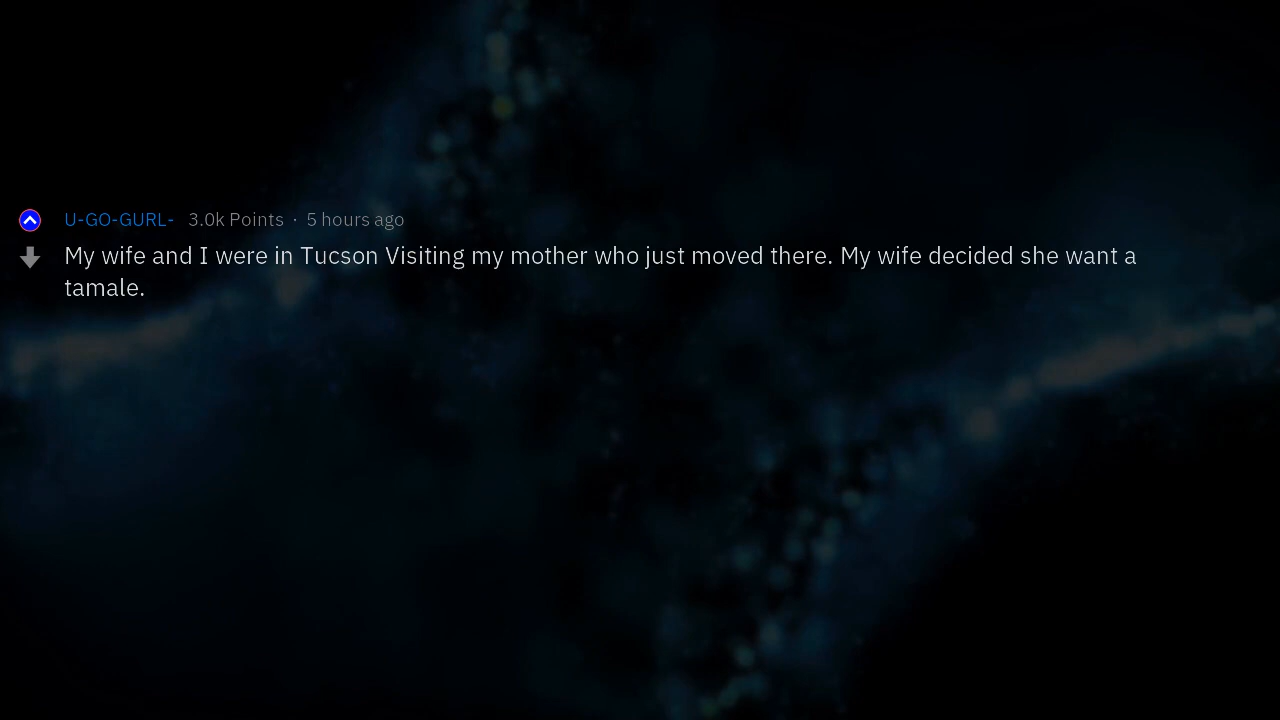 U-GO-GURL- 3.0k Points · 5 hours ago
My wife and I were in Tucson Visiting my mother who just moved there. My wife decided she want a
tamale.